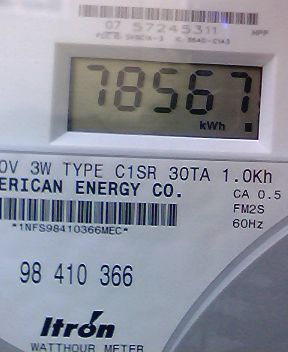 07 57245311
78567
kWh
0V 3W TYPE C1SR 30TA 1.0Kh
ERICAN ENERGY CO.
CA 0.5
FM2S
60Hz
*1NFS98410366MEC*
98 410 366
Itrón
WATTHOUR METER